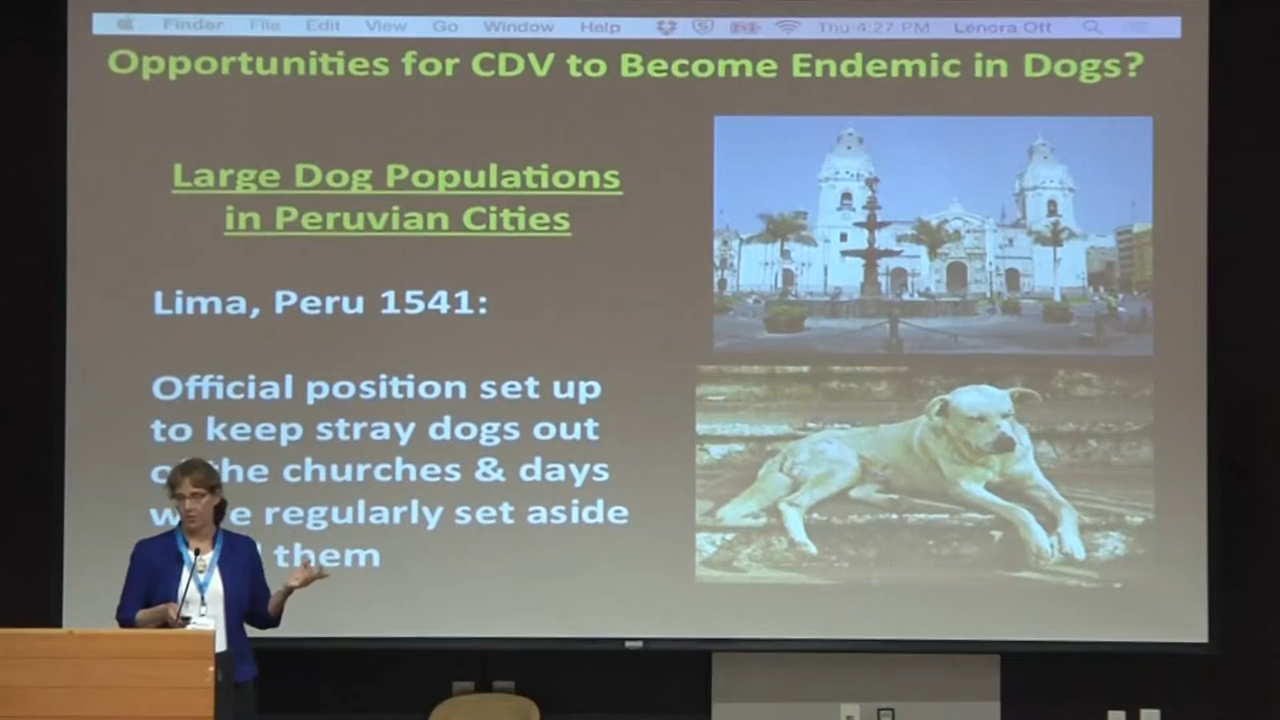 Finder File Edit View Go Window Help Thu 4:27 PM Lenora Ott
Opportunities for CDV to Become Endemic in Dogs?
Large Dog Populations
in Peruvian Cities
Lima, Peru 1541:
Official position set up
to keep stray dogs out
the churches & days
regularly set aside
them